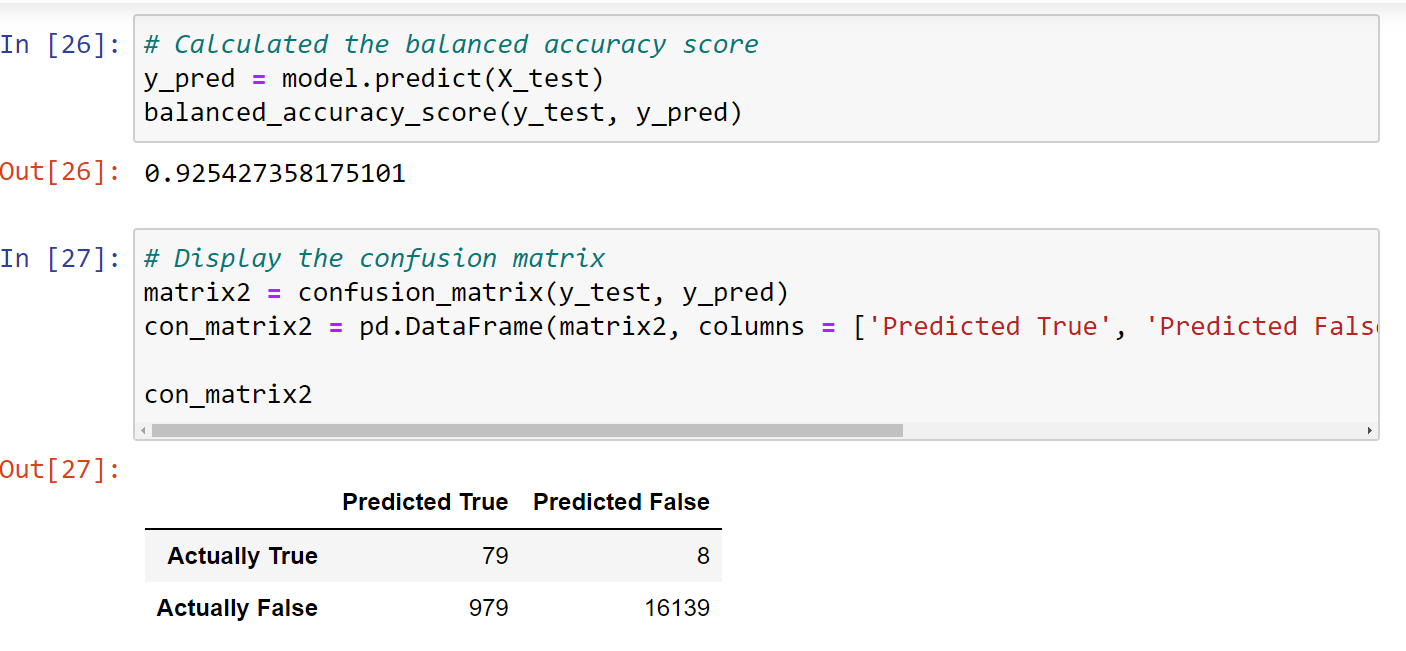 In [26]: # Calculated the balanced accuracy score
y_pred = model.predict(X_test)
balanced_accuracy_score(y_test, y_pred)
Out[26]: 0.925427358175101
In [27]: # Display the confusion matrix
matrix2 = confusion_matrix(y_test, y_pred)
con_matrix2 = pd.DataFrame(matrix2, columns = ['Predicted True', 'Predicted Fals
con_matrix2
Out[27]:
Predicted True Predicted False
Actually True 79 8
Actually False 979 16139